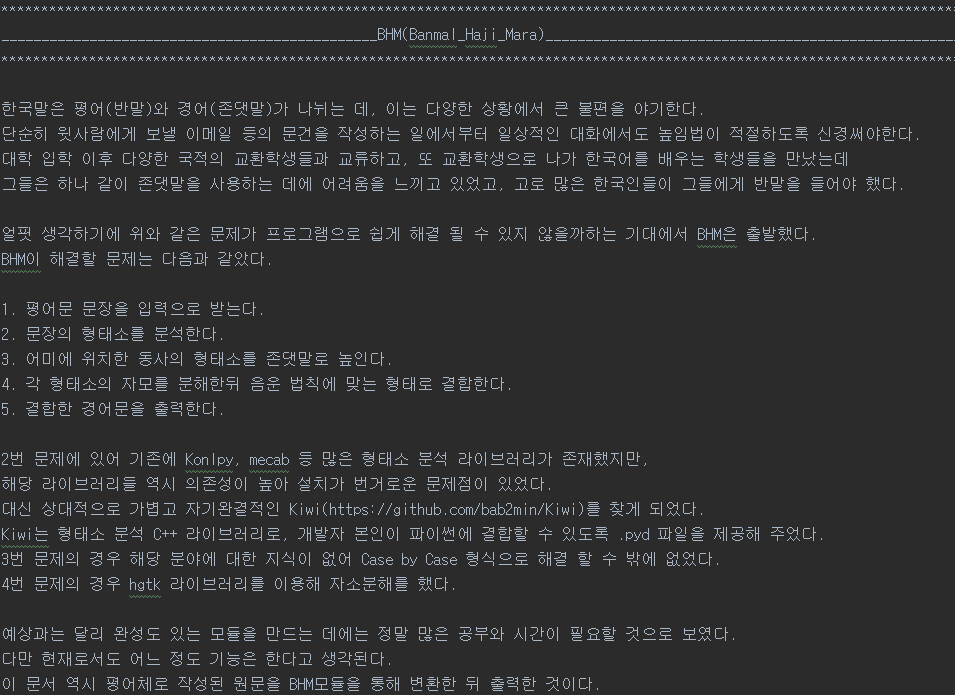 ************************************************************************************************************************
_______________________________________________BHM(Banmal_Haji_Mara)___________________________________________________
************************************************************************************************************************
한국말은 평어(반말)와 경어(존댓말)가 나뉘는 데, 이는 다양한 상황에서 큰 불편을 야기한다.
단순히 윗사람에게 보낼 이메일 등의 문건을 작성하는 일에서부터 일상적인 대화에서도 높임법이 적절하도록 신경써야한다.
대학 입학 이후 다양한 국적의 교환학생들과 교류하고, 또 교환학생으로 나가 한국어를 배우는 학생들을 만났는데
그들은 하나 같이 존댓말을 사용하는 데에 어려움을 느끼고 있었고, 고로 많은 한국인들이 그들에게 반말을 들어야 했다.
얼핏 생각하기에 위와 같은 문제가 프로그램으로 쉽게 해결 될 수 있지 않을까하는 기대에서 BHM은 출발했다.
BHM이 해결할 문제는 다음과 같았다.
1. 평어문 문장을 입력으로 받는다.
2. 문장의 형태소를 분석한다.
3. 어미에 위치한 동사의 형태소를 존댓말로 높인다.
4. 각 형태소의 자모를 분해한뒤 음운 법칙에 맞는 형태로 결합한다.
5. 결합한 경어문을 출력한다.
2번 문제에 있어 기존에 Konlpy, mecab 등 많은 형태소 분석 라이브러리가 존재했지만,
해당 라이브러리들 역시 의존성이 높아 설치가 번거로운 문제점이 있었다.
대신 상대적으로 가볍고 자기완결적인 Kiwi(https://github.com/bab2min/Kiwi)를 찾게 되었다.
Kiwi는 형태소 분석 C++ 라이브러리로, 개발자 본인이 파이썬에 결합할 수 있도록 .pyd 파일을 제공해 주었다.
3번 문제의 경우 해당 분야에 대한 지식이 없어 Case by Case 형식으로 해결 할 수 밖에 없었다.
4번 문제의 경우 hgtk 라이브러리를 이용해 자소분해를 했다.
예상과는 달리 완성도 있는 모듈을 만드는 데에는 정말 많은 공부와 시간이 필요할 것으로 보였다.
다만 현재로서도 어느 정도 기능은 한다고 생각된다.
이 문서 역시 평어체로 작성된 원문을 BHM모듈을 통해 변환한 뒤 출력한 것이다.